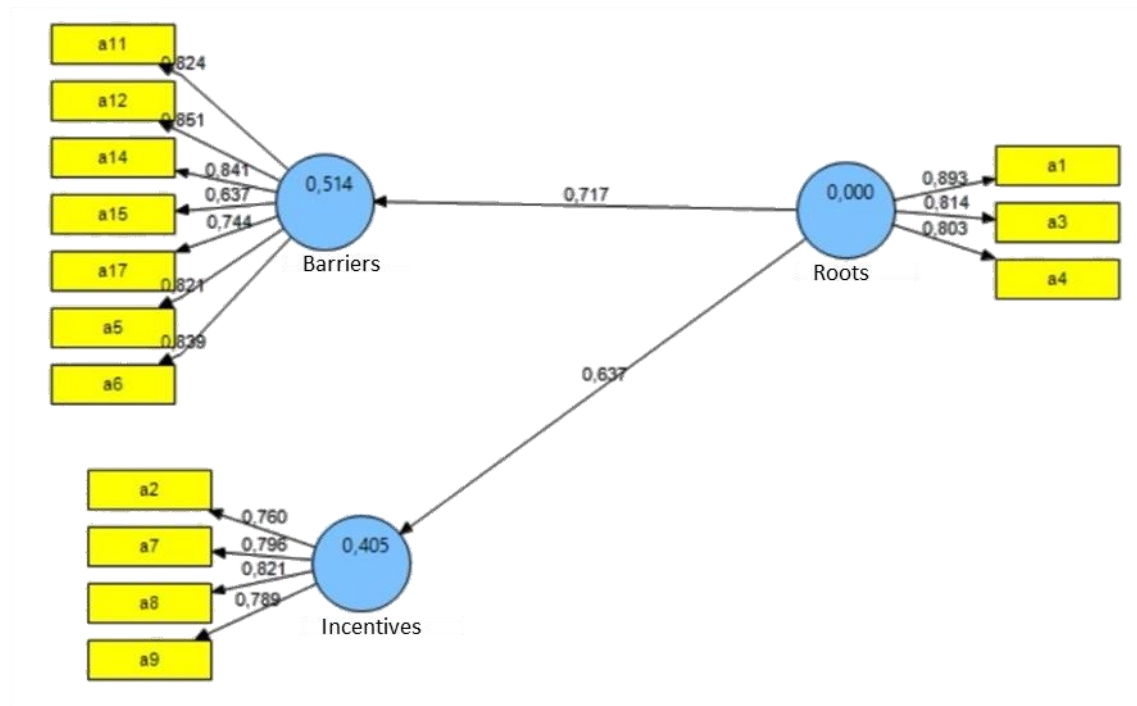 a11
0,824
a12
0,851
a14
0,841
a15
0,637
a17
0,744
a5
0,821
a6
0,839
0,514
Barriers
0,717
0,000
Roots
0,893
a1
0,814
a3
0,803
a4
0,637
a2
0,760
a7
0,796
a8
0,821
a9
0,789
0,405
Incentives